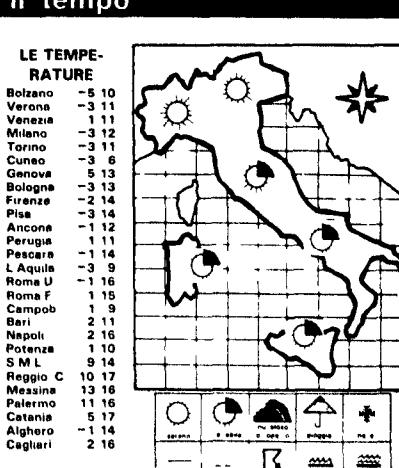 il tempo
LE TEMPE-
RATURE
Bolzano -5 10
Verona -3 11
Venezia 1 11
Milano -3 12
Torino -3 11
Cuneo -3 6
Genova 5 13
Bologna -3 13
Firenze -2 14
Pisa -3 14
Ancona -1 12
Perugia 1 11
Pescara -1 14
L Aquila -3 9
Roma U -1 16
Roma F 1 15
Campob 1 9
Bari 2 11
Napoli 2 16
Potenza 1 10
S M L 9 14
Reggio C 10 17
Messina 13 16
Palermo 11 16
Catania 5 17
Alghero -1 14
Cagliari 2 16
sereno
pioggia